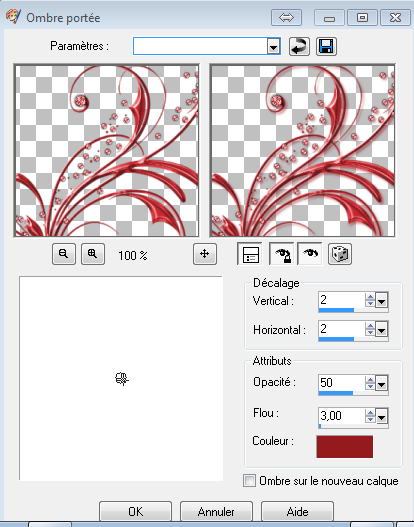 Ombre portée
Paramètres :
100 %
Décalage
Vertical : 2
Horizontal : 2
Attributs
Opacité : 50
Flou : 3,00
Couleur :
Ombre sur le nouveau calque
OK Annuler Aide